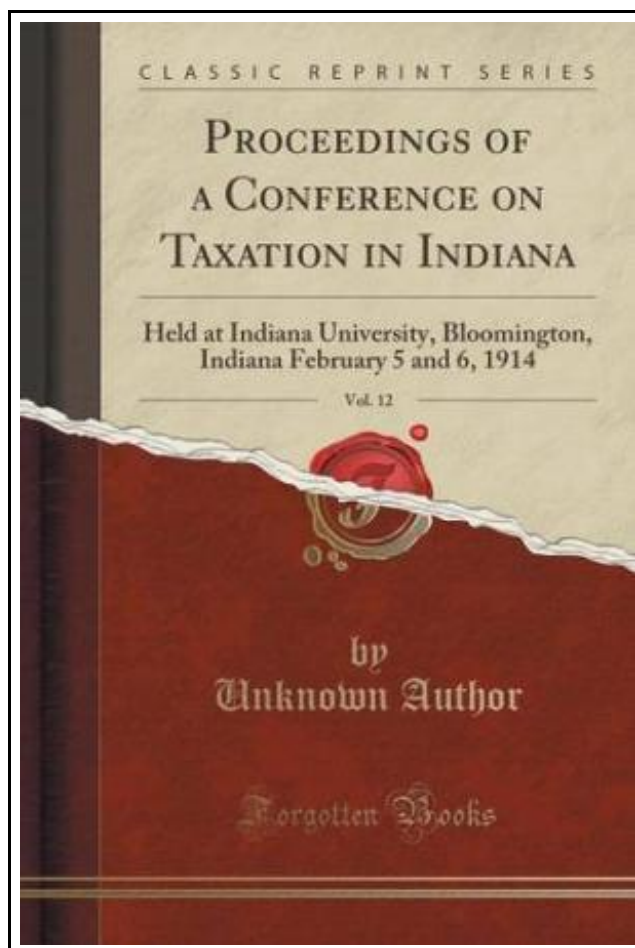 CLASSIC REPRINT SERIES
PROCEEDINGS OF
A CONFERENCE ON
TAXATION IN INDIANA
Held at Indiana University, Bloomington,
Indiana February 5 and 6, 1914
Vol. 12
F
by
Unknown Author
Forgotten Books